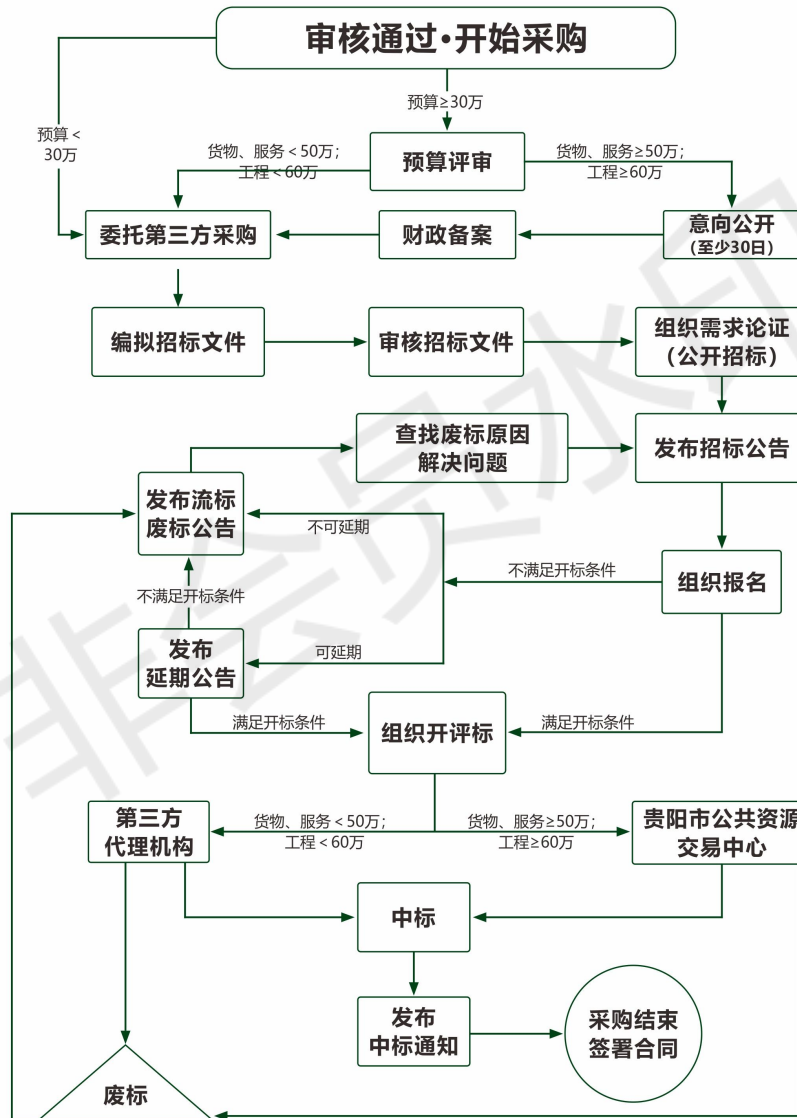 审核通过·开始采购
预算≥30万
预算<
30万
货物、服务<50万；
工程<60万
预算评审
货物、服务≥50万；
工程≥60万
委托第三方采购
财政备案
意向公开
（至少30日）
编拟招标文件
审核招标文件
组织需求论证
（公开招标）
查找废标原因
解决问题
发布招标公告
发布流标
废标公告
不可延期
不满足开标条件
组织报名
不满足开标条件
发布
延期公告
可延期
满足开标条件
组织开评标
满足开标条件
第三方
代理机构
货物、服务<50万；
工程<60万
货物、服务≥50万；
工程≥60万
贵阳市公共资源
交易中心
中标
发布
中标通知
采购结束
签署合同
废标
非会员水印